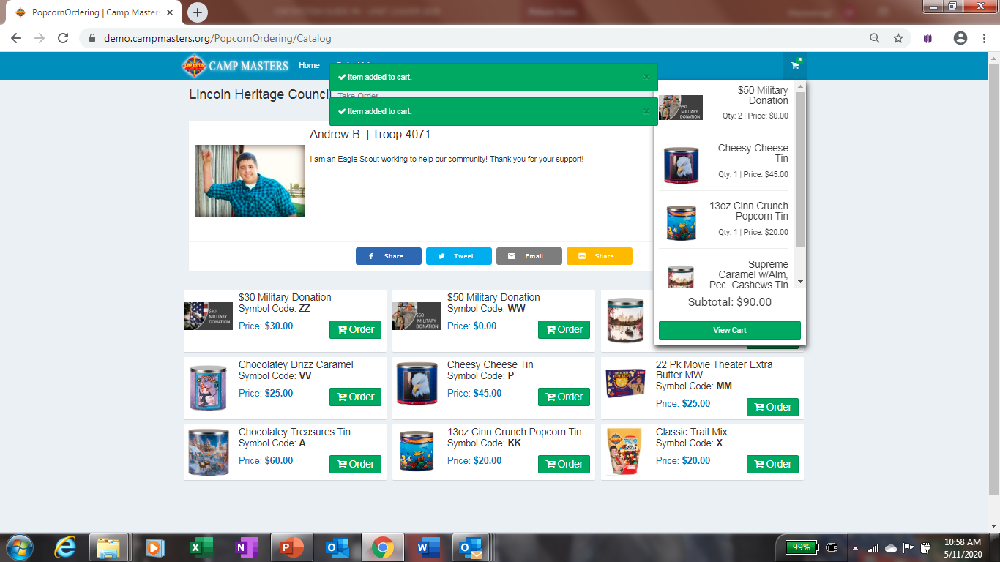 PopcornOrdering | Camp Masters
demo.campmasters.org/PopcornOrdering/Catalog
CAMP MASTERS
Home
5
Item added to cart.
Lincoln Heritage Council
Take Order
Item added to cart.
Andrew B. | Troop 4071
I am an Eagle Scout working to help our community! Thank you for your support!
Share
Tweet
Email
Share
$50 Military
Donation
Qty: 2 | Price: $0.00
Cheesy Cheese
Tin
Qty: 1 | Price: $45.00
13oz Cinn Crunch
Popcorn Tin
Qty: 1 | Price: $20.00
Supreme
Caramel w/Alm,
Pec, Cashews Tin
Subtotal: $90.00
View Cart
$30 MILITARY DONATION
$30 Military Donation
Symbol Code: ZZ
Price: $30.00
Order
$50 MILITARY DONATION
$50 Military Donation
Symbol Code: WW
Price: $0.00
Order
Chocolatey Drizz Caramel
Symbol Code: VV
Price: $25.00
Order
Cheesy Cheese Tin
Symbol Code: P
Price: $45.00
Order
22 Pk Movie Theater Extra
Butter MW
Symbol Code: MM
Price: $25.00
Order
Chocolatey Treasures Tin
Symbol Code: A
Price: $60.00
Order
13oz Cinn Crunch Popcorn Tin
Symbol Code: KK
Price: $20.00
Order
Classic Trail Mix
Symbol Code: X
Price: $20.00
Order
99%
10:58 AM
5/11/2020